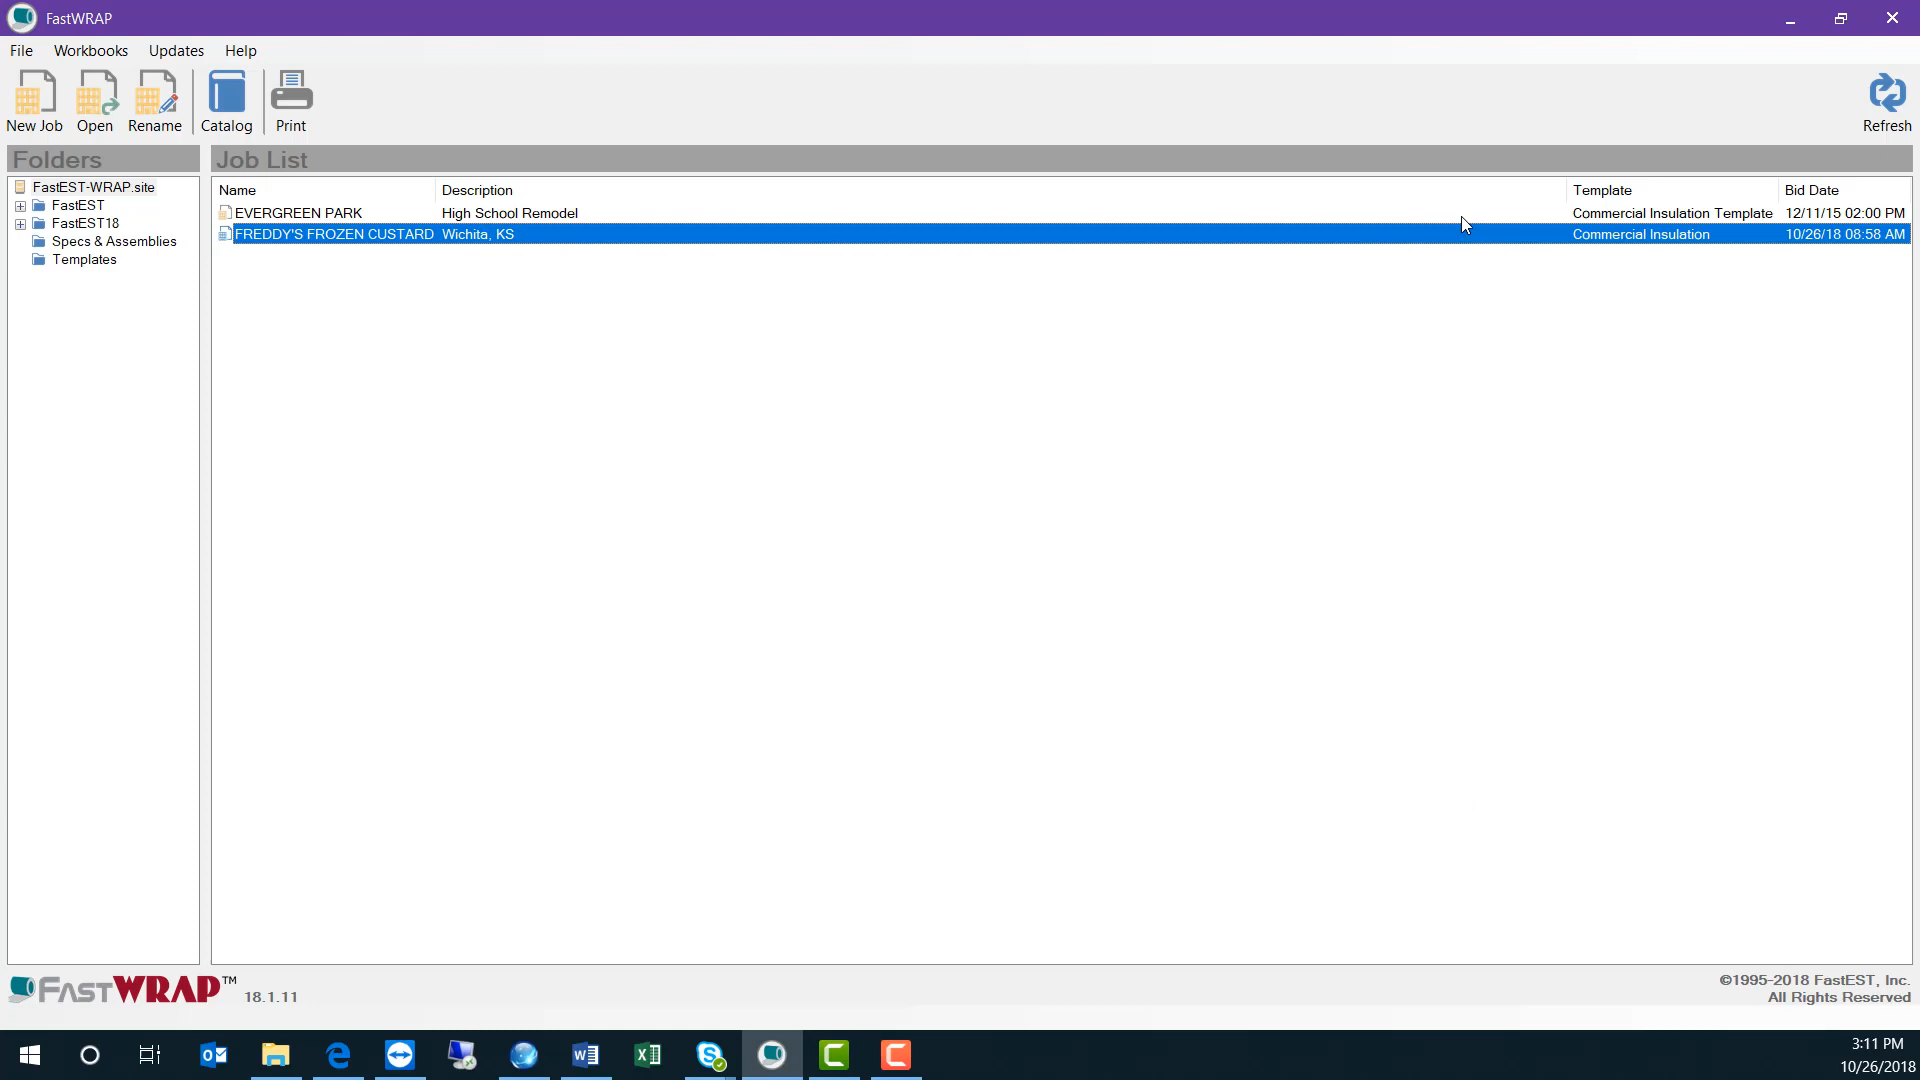 FastWRAP
File Workbooks Updates Help
New Job Open Rename Catalog Print Refresh
Folders
Job List
FastEST-WRAP.site
FastEST
FastEST18
Specs & Assemblies
Templates
Name Description Template Bid Date
EVERGREEN PARK High School Remodel Commercial Insulation Template 12/11/15 02:00 PM
FREDDY'S FROZEN CUSTARD Wichita, KS Commercial Insulation 10/26/18 08:58 AM
FASTWRAP™ 18.1.11
©1995-2018 FastEST, Inc.
All Rights Reserved
3:11 PM
10/26/2018